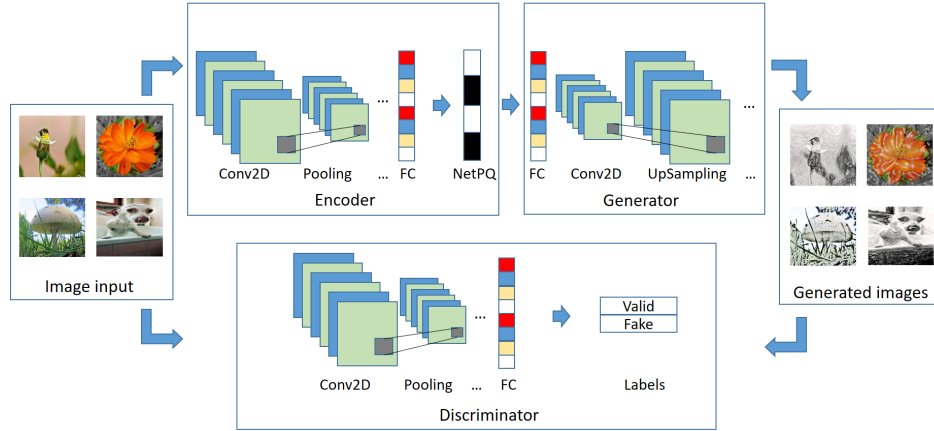 Conv2D Pooling ... FC NetPQ
Encoder
FC Conv2D UpSampling ...
Generator
...
...
Image input
Generated images
...
Valid
Fake
Conv2D Pooling ... FC Labels
Discriminator